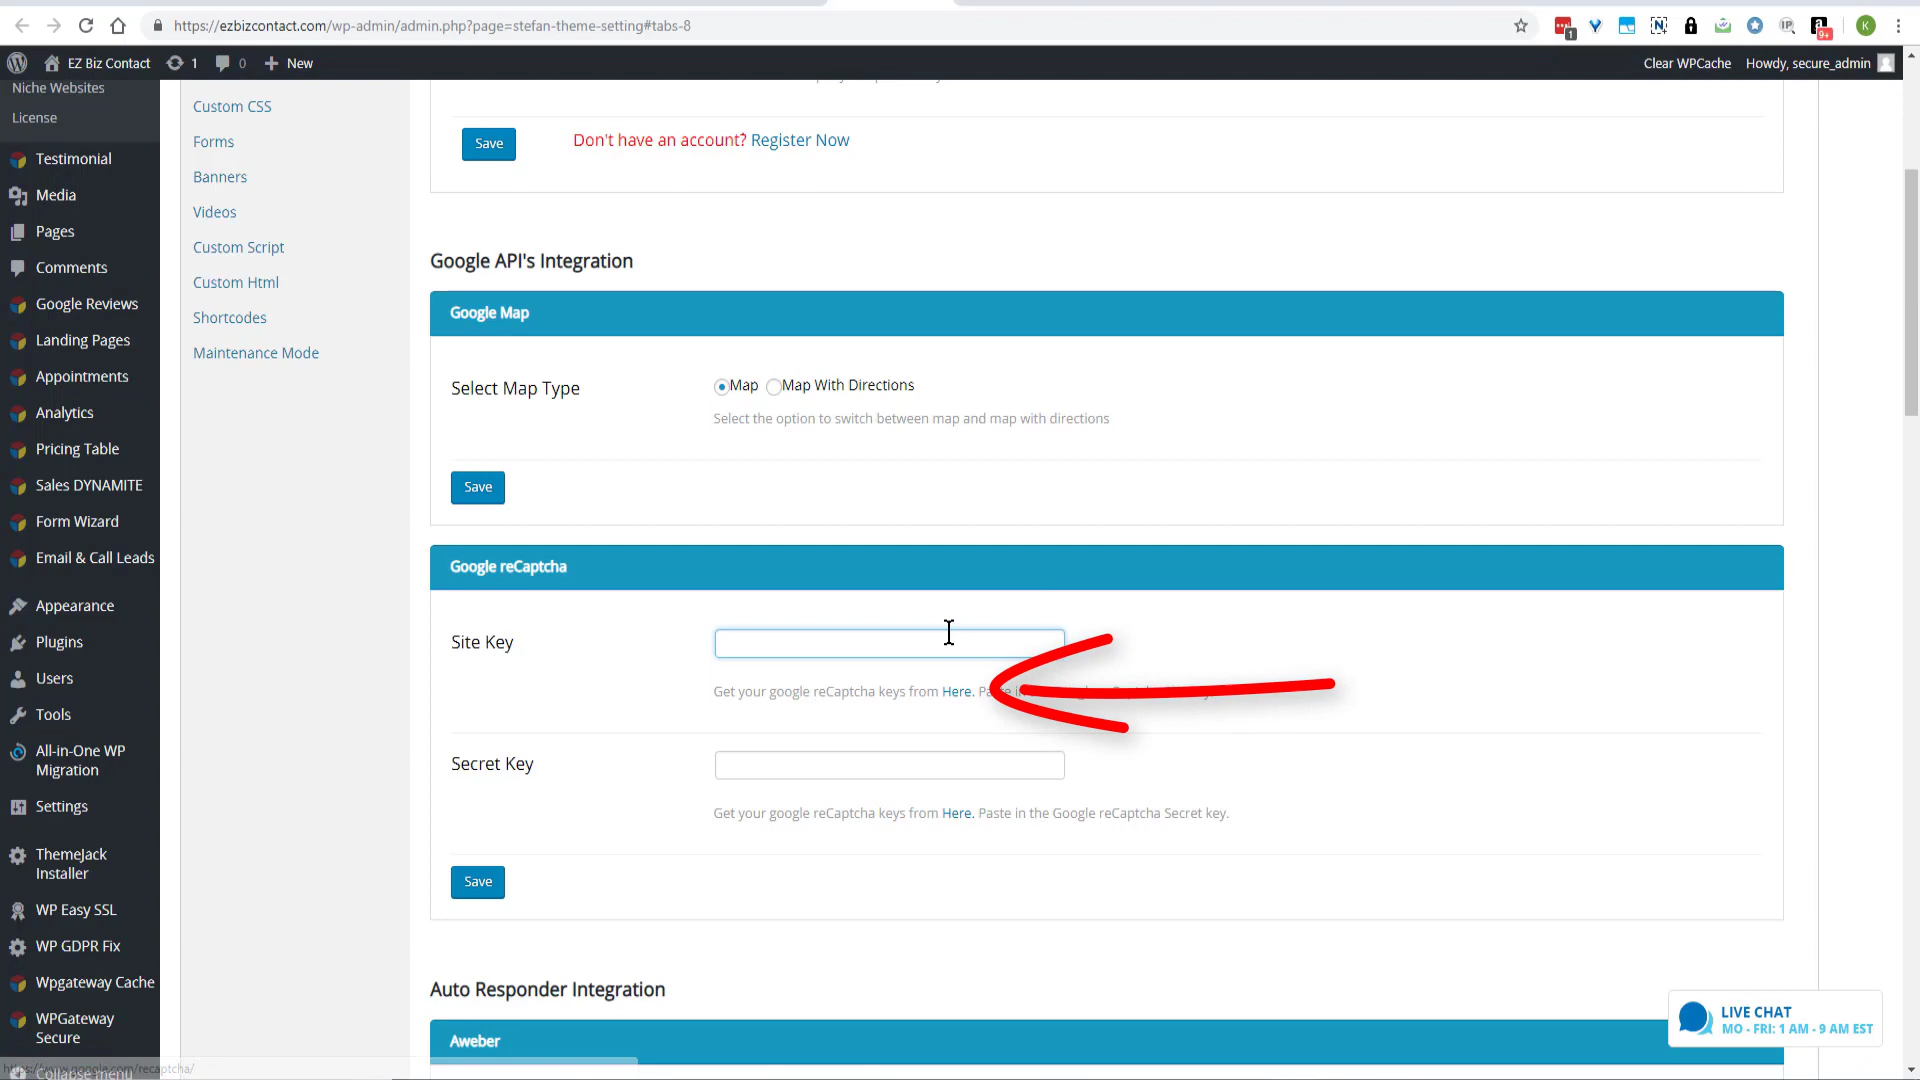 https://ezbizcontact.com/wp-admin/admin.php?page=stefan-theme-setting#tabs-8
1
IP
9+
K
EZ Biz Contact
1
0
New
Clear WPCache
Howdy, secure_admin
Niche Websites
License
Testimonial
Media
Pages
Comments
Google Reviews
Landing Pages
Appointments
Analytics
Pricing Table
Sales DYNAMITE
Form Wizard
Email & Call Leads
Appearance
Plugins
Users
Tools
All-in-One WP
Migration
Settings
ThemeJack
Installer
WP Easy SSL
WP GDPR Fix
Wpgateway Cache
WPGateway
Secure
Collapse menu
https://www.google.com/recaptcha/
Custom CSS
Forms
Banners
Videos
Custom Script
Custom Html
Shortcodes
Maintenance Mode
Save
Don't have an account? Register Now
Google API's Integration
Google Map
Select Map Type
Map
Map With Directions
Select the option to switch between map and map with directions
Save
Google reCaptcha
Site Key
Get your google reCaptcha keys from Here.
Secret Key
Get your google reCaptcha keys from Here. Paste in the Google reCaptcha Secret key.
Save
Auto Responder Integration
Aweber
LIVE CHAT
MO - FRI: 1 AM - 9 AM EST